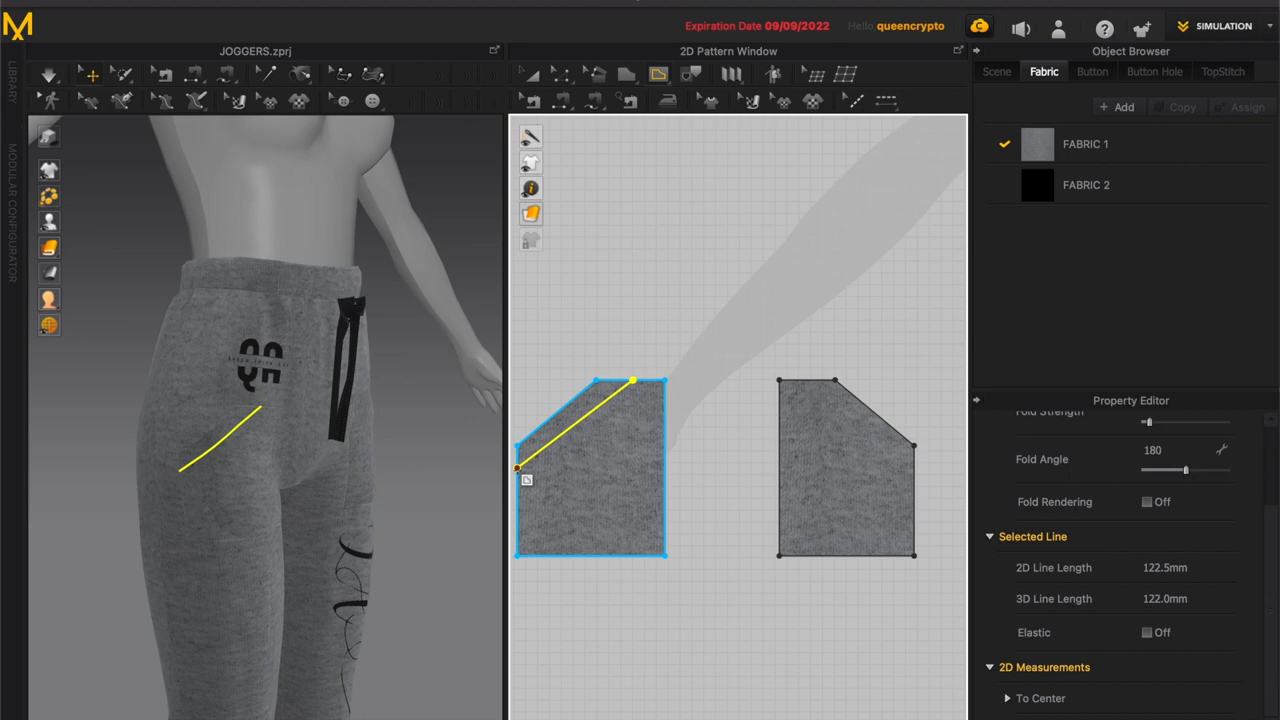 Expiration Date 09/09/2022 Hello, queencrypto SIMULATION
JOGGERS.zprj
2D Pattern Window
Object Browser
Scene Fabric Button Button Hole TopStitch
+ Add Copy Assign
FABRIC 1
FABRIC 2
LIBRARY
MODULAR CONFIGURATOR
QA
Property Editor
Fold Strength
Fold Angle 180
Fold Rendering Off
Selected Line
2D Line Length 122.5mm
3D Line Length 122.0mm
Elastic Off
2D Measurements
To Center